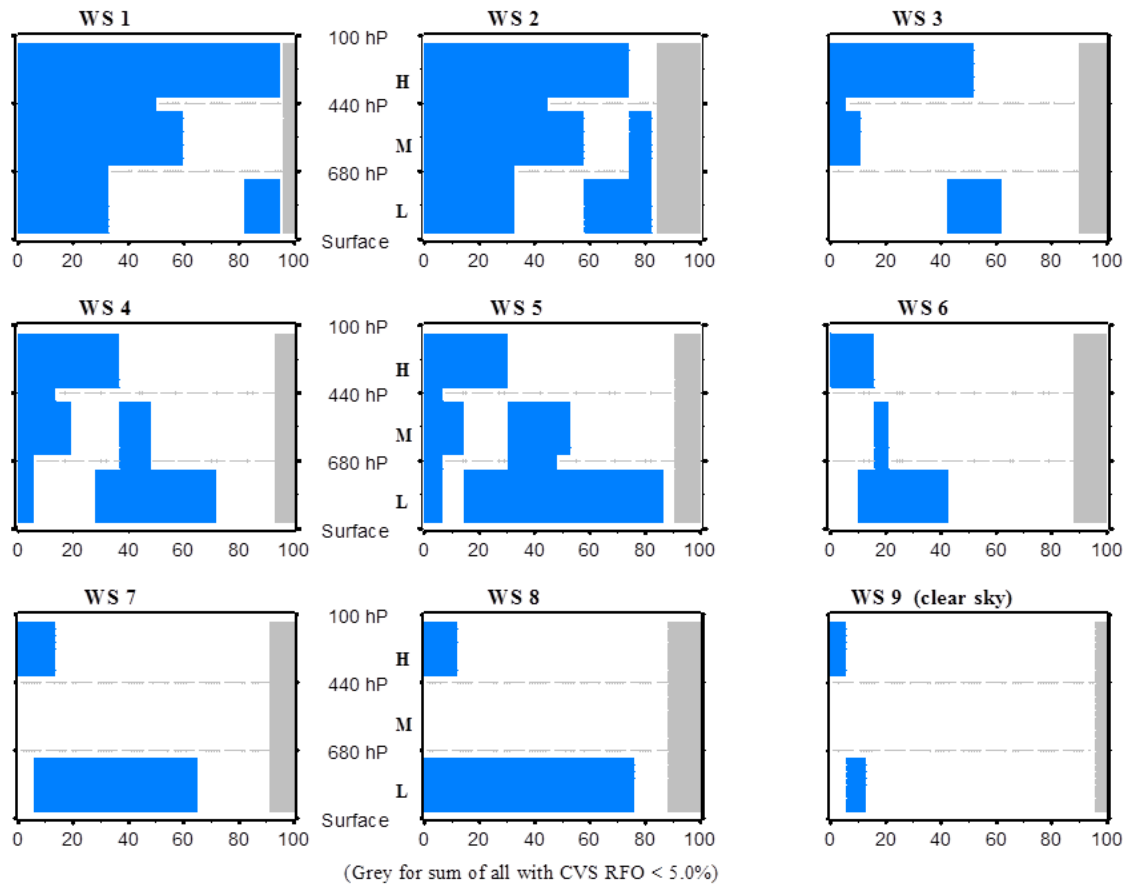 WS 1 WS 2 WS 3
100 hP
H
440 hP
M
680 hP
L
Surface
0 20 40 60 80 100 0 20 40 60 80 100 0 20 40 60 80 100
WS 4 WS 5 WS 6
100 hP
H
440 hP
M
680 hP
L
Surface
0 20 40 60 80 100 0 20 40 60 80 100 0 20 40 60 80 100
WS 7 WS 8 WS 9 (clear sky)
100 hP
H
440 hP
M
680 hP
L
Surface
0 20 40 60 80 100 0 20 40 60 80 100 0 20 40 60 80 100
(Grey for sum of all with CVS RFO < 5.0%)